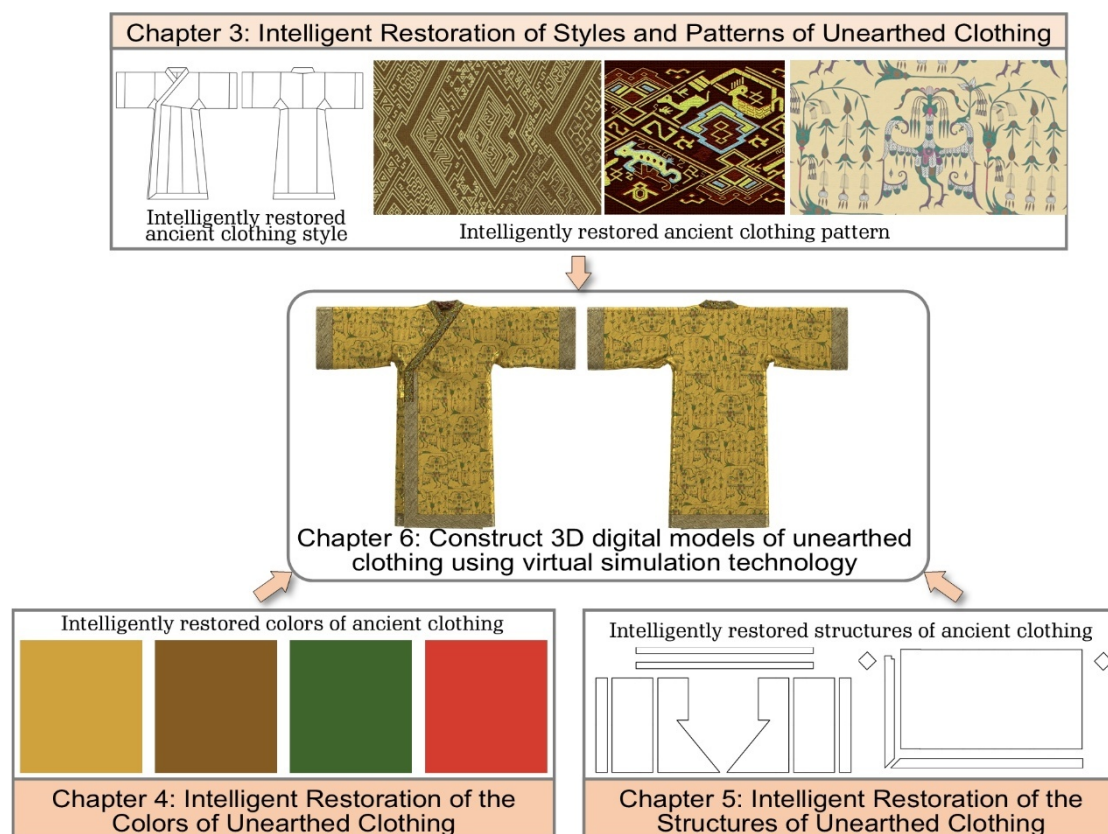 Chapter 3: Intelligent Restoration of Styles and Patterns of Unearthed Clothing
Intelligently restored
ancient clothing style
Intelligently restored ancient clothing pattern
Chapter 6: Construct 3D digital models of unearthed
clothing using virtual simulation technology
Intelligently restored colors of ancient clothing
Chapter 4: Intelligent Restoration of the
Colors of Unearthed Clothing
Intelligently restored structures of ancient clothing
Chapter 5: Intelligent Restoration of the
Structures of Unearthed Clothing